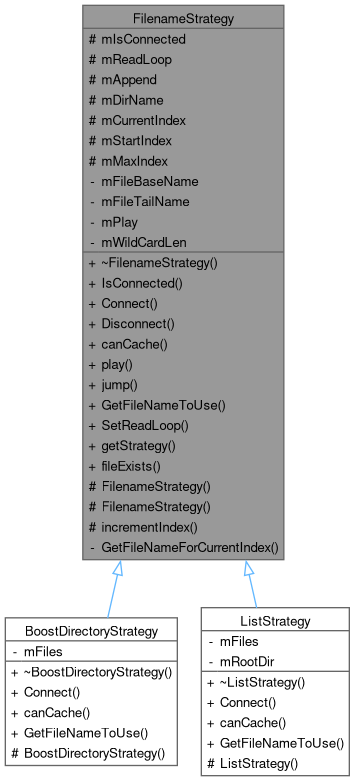 FilenameStrategy
# mIsConnected
# mReadLoop
# mAppend
# mDirName
# mCurrentIndex
# mStartIndex
# mMaxIndex
- mFileBaseName
- mFileTailName
- mPlay
- mWildCardLen
+ ~FilenameStrategy()
+ IsConnected()
+ Connect()
+ Disconnect()
+ canCache()
+ play()
+ jump()
+ GetFileNameToUse()
+ SetReadLoop()
+ getStrategy()
+ fileExists()
# FilenameStrategy()
# FilenameStrategy()
# incrementIndex()
- GetFileNameForCurrentIndex()
BoostDirectoryStrategy
- mFiles
+ ~BoostDirectoryStrategy()
+ Connect()
+ canCache()
+ GetFileNameToUse()
# BoostDirectoryStrategy()
ListStrategy
- mFiles
- mRootDir
+ ~ListStrategy()
+ Connect()
+ canCache()
+ GetFileNameToUse()
# ListStrategy()